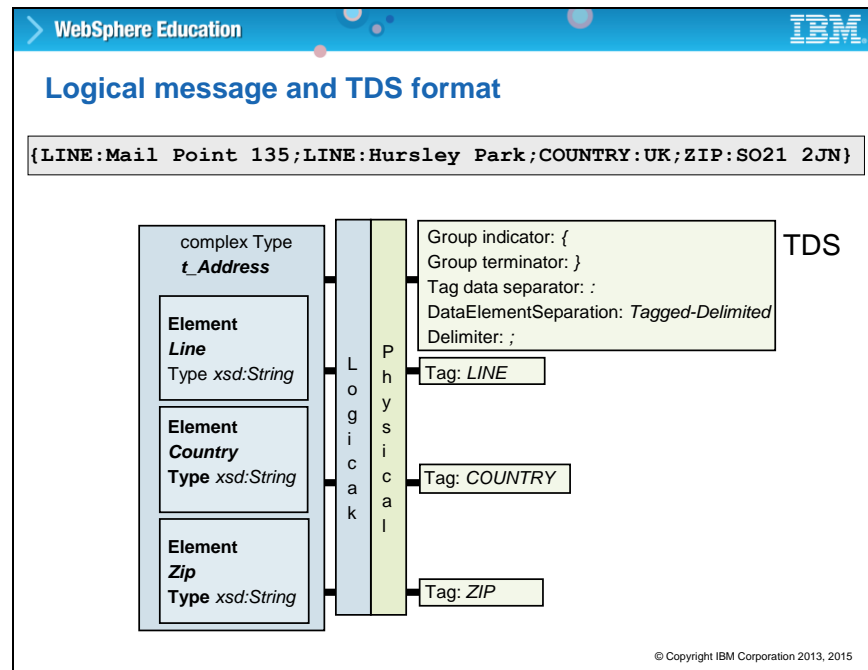 WebSphere Education
IBM
Logical message and TDS format
{LINE:Mail Point 135;LINE:Hursley Park;COUNTRY:UK;ZIP:SO21 2JN}
complex Type
t_Address
Element
Line
Type xsd:String
Element
Country
Type xsd:String
Element
Zip
Type xsd:String
Logicak
Physical
Group indicator: {
Group terminator: }
Tag data separator: :
DataElementSeparation: Tagged-Delimited
Delimiter: ;
TDS
Tag: LINE
Tag: COUNTRY
Tag: ZIP
© Copyright IBM Corporation 2013, 2015